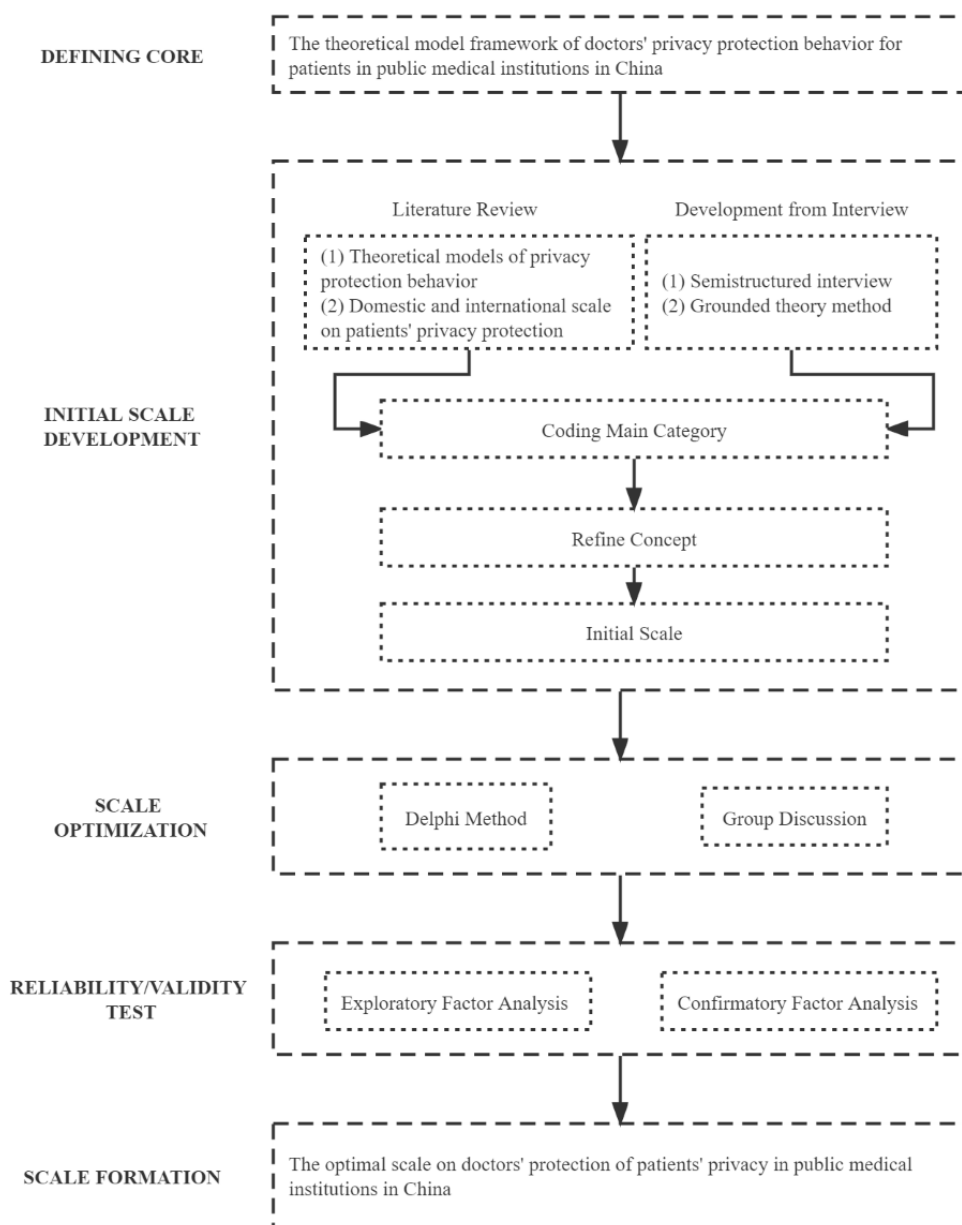 DEFINING CORE
The theoretical model framework of doctors' privacy protection behavior for
patients in public medical institutions in China
INITIAL SCALE
DEVELOPMENT
Literature Review
(1) Theoretical models of privacy
protection behavior
(2) Domestic and international scale
on patients' privacy protection
Development from Interview
(1) Semistructured interview
(2) Grounded theory method
Coding Main Category
Refine Concept
Initial Scale
SCALE
OPTIMIZATION
Delphi Method
Group Discussion
RELIABILITY/VALIDITY
TEST
Exploratory Factor Analysis
Confirmatory Factor Analysis
SCALE FORMATION
The optimal scale on doctors' protection of patients' privacy in public medical
institutions in China